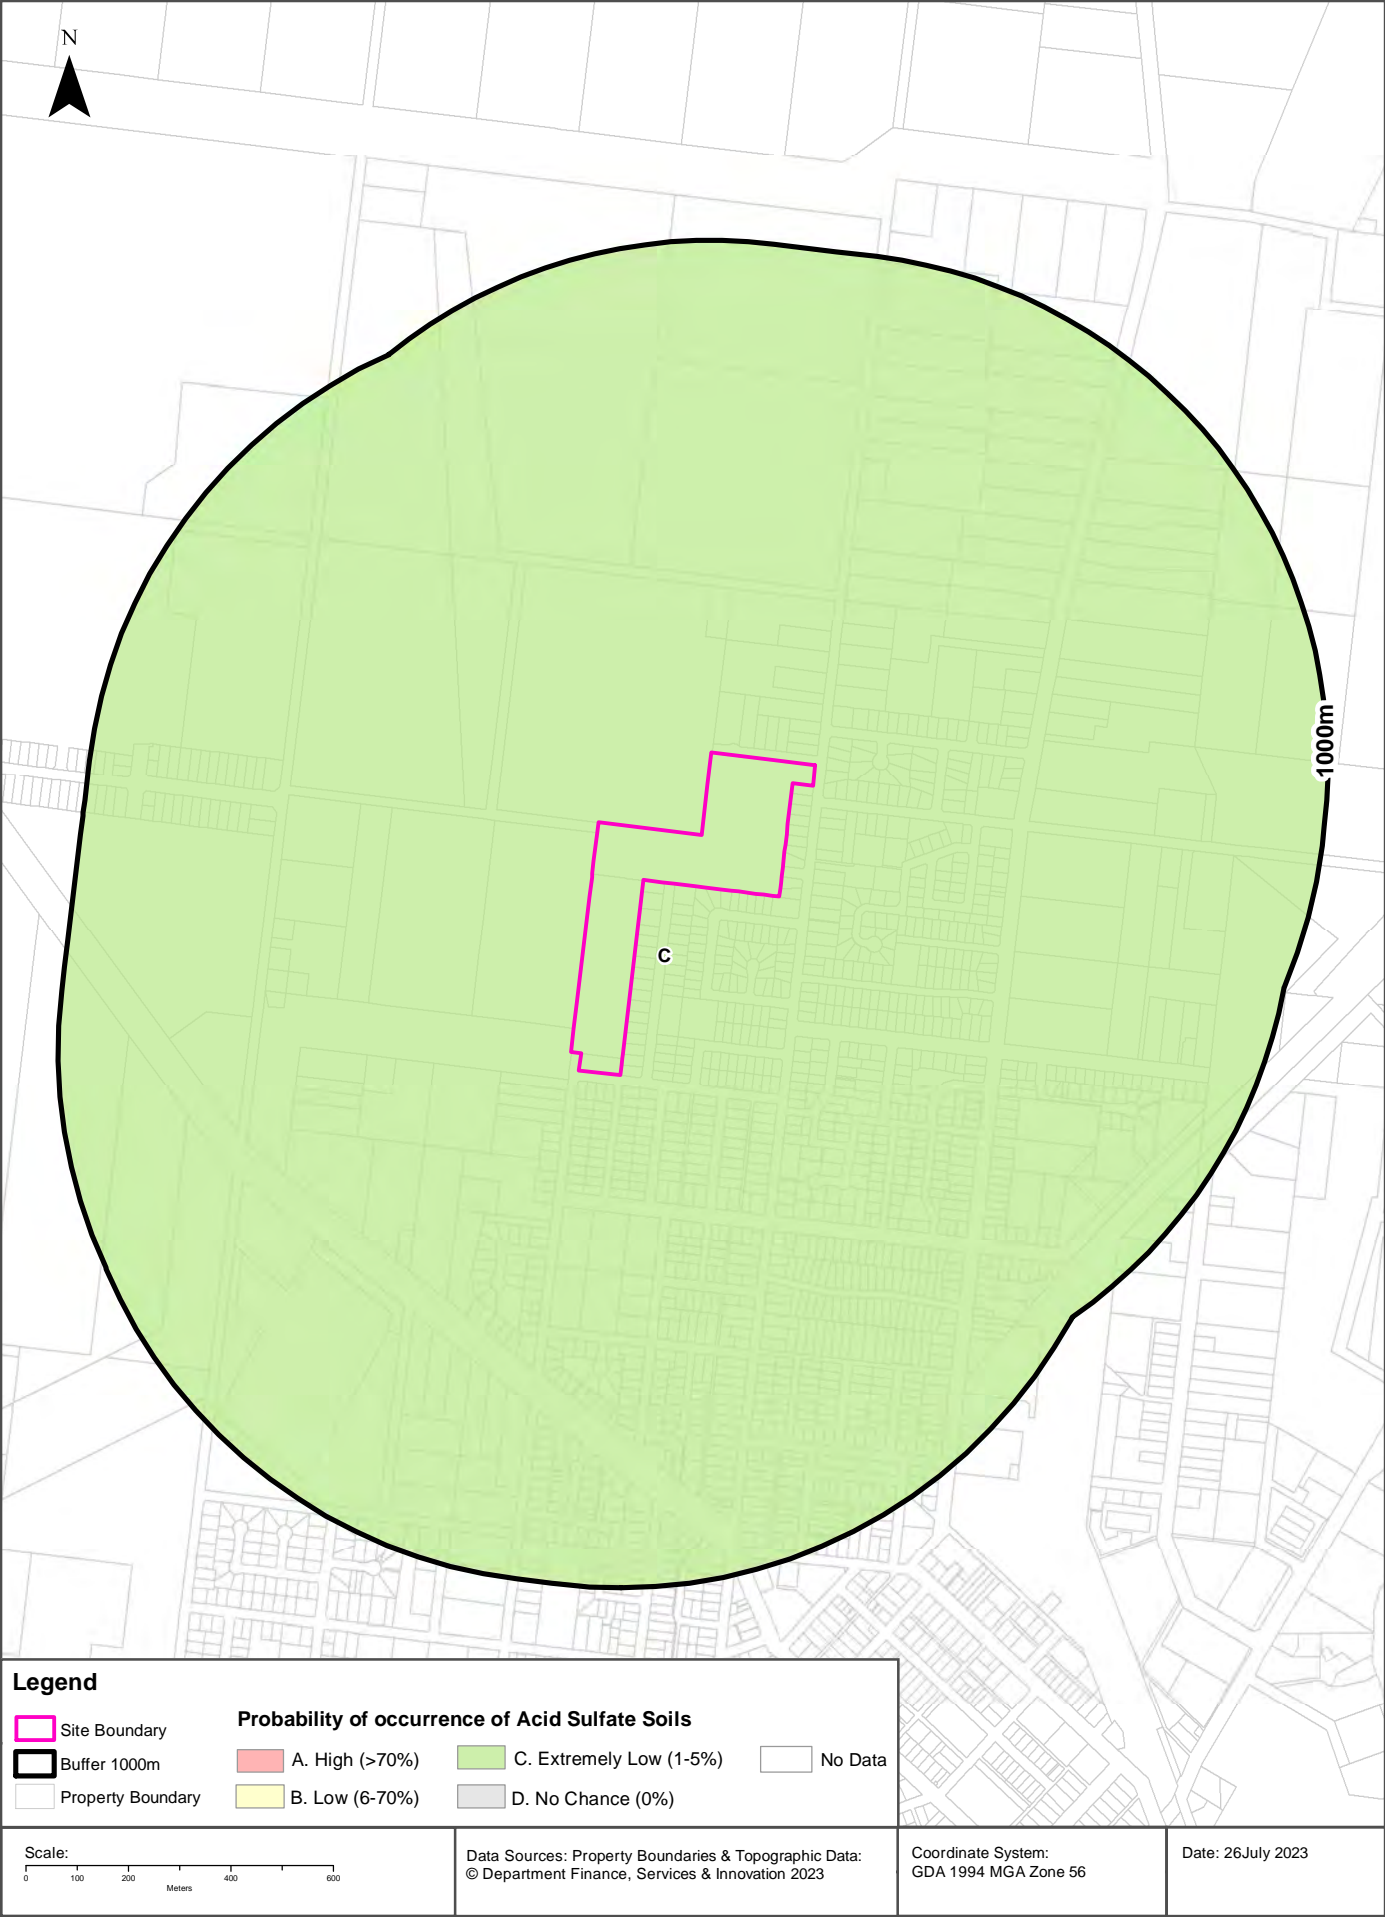 N
1000m
C
Legend
Site Boundary
Buffer 1000m
Property Boundary
Probability of occurrence of Acid Sulfate Soils
A. High (>70%)
B. Low (6-70%)
C. Extremely Low (1-5%)
D. No Chance (0%)
No Data
Scale:
0 100 200 400 600
Meters
Data Sources: Property Boundaries & Topographic Data:
© Department Finance, Services & Innovation 2023
Coordinate System:
GDA 1994 MGA Zone 56
Date: 26July 2023